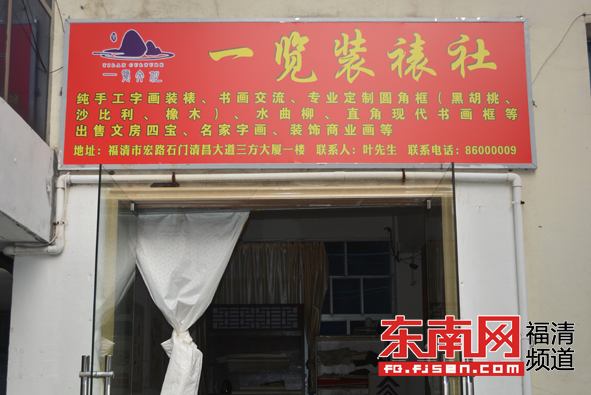 一览装裱社
YILAN CULTURE
纯手工字画装裱、书画交流、专业定制圆角框（黑胡桃、
沙比利、橡木）、水曲柳、直角现代书画框等
出售文房四宝、名家字画、装饰商业画等
地址：福清市宏路石门清昌大道三方大厦一楼 联系人：叶先生 联系电话：86000009
东南网 福清频道
FQ.FJSEN.COM